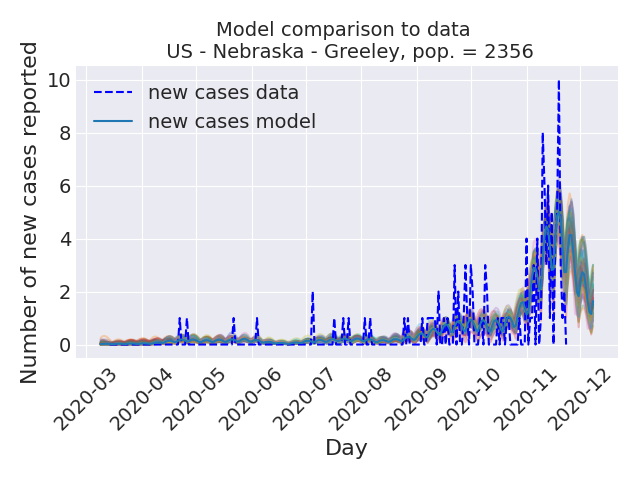 Model comparison to data
US - Nebraska - Greeley, pop. = 2356
Number of new cases reported
10
8
6
4
2
0
new cases data
new cases model
2020-03
2020-04
2020-05
2020-06
2020-07
2020-08
2020-09
2020-10
2020-11
2020-12
Day